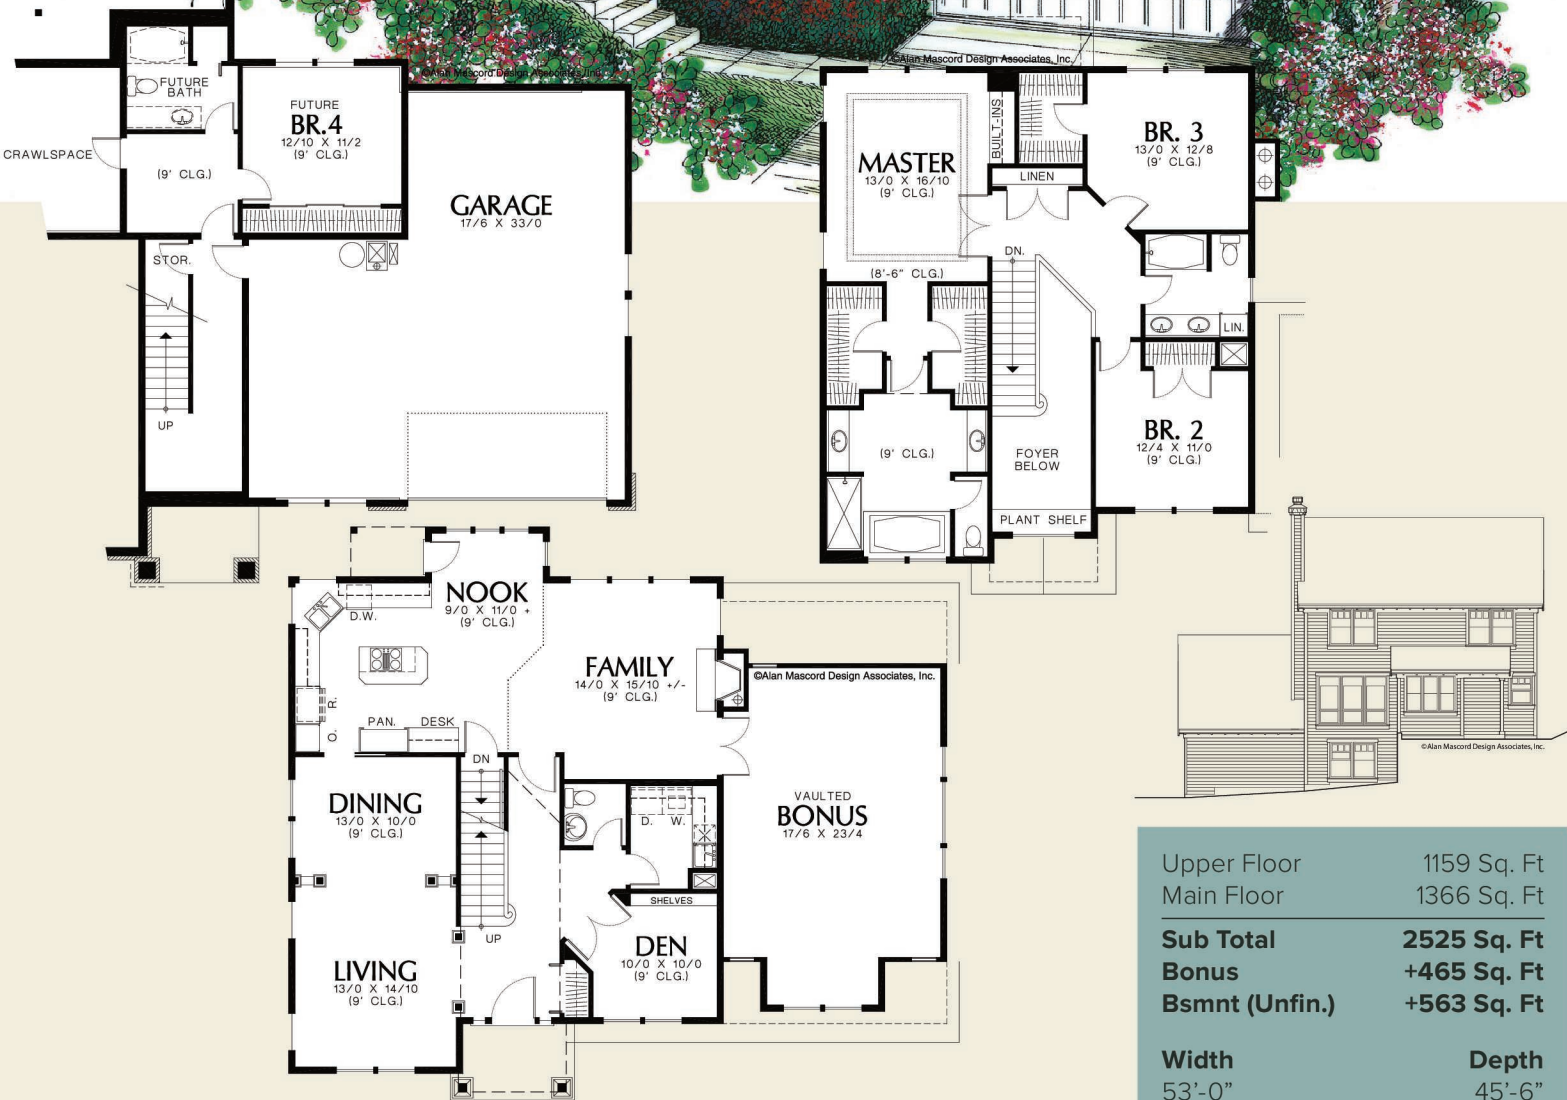 ©Alan Mascord Design Associates, Inc.
FUTURE
BATH
FUTURE
BR.4
12/10 X 11/2
(9' CLG.)
CRAWLSPACE
(9' CLG.)
GARAGE
17/6 X 33/0
STOR.
UP
©Alan Mascord Design Associates, Inc.
MASTER
13/0 X 16/10
(9' CLG.)
BUILT-INS
BR. 3
13/0 X 12/8
(9' CLG.)
LINEN
DN.
(8'-6" CLG.)
LIN.
BR. 2
12/4 X 11/0
(9' CLG.)
(9' CLG.)
FOYER
BELOW
PLANT SHELF
NOOK
9/0 X 11/0 +
(9' CLG.)
D.W.
FAMILY
14/0 X 15/10 +/-
(9' CLG.)
R.
O.
PAN.
DESK
DN
©Alan Mascord Design Associates, Inc.
DINING
13/0 X 10/0
(9' CLG.)
D. W.
VAULTED
BONUS
17/6 X 23/4
SHELVES
UP
DEN
10/0 X 10/0
(9' CLG.)
LIVING
13/0 X 14/10
(9' CLG.)
©Alan Mascord Design Associates, Inc.
Upper Floor 1159 Sq. Ft
Main Floor 1366 Sq. Ft
Sub Total 2525 Sq. Ft
Bonus +465 Sq. Ft
Bsmnt (Unfin.) +563 Sq. Ft
Width Depth
53'-0” 45'-6”